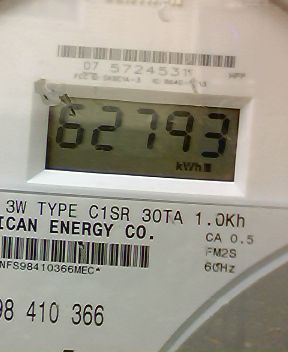 07 572453
62793
kWh
3W TYPE C1SR 30TA 1.0Kh
ICAN ENERGY CO.
CA 0.5
FM2S
60Hz
NFS98410366MEC*
98 410 366